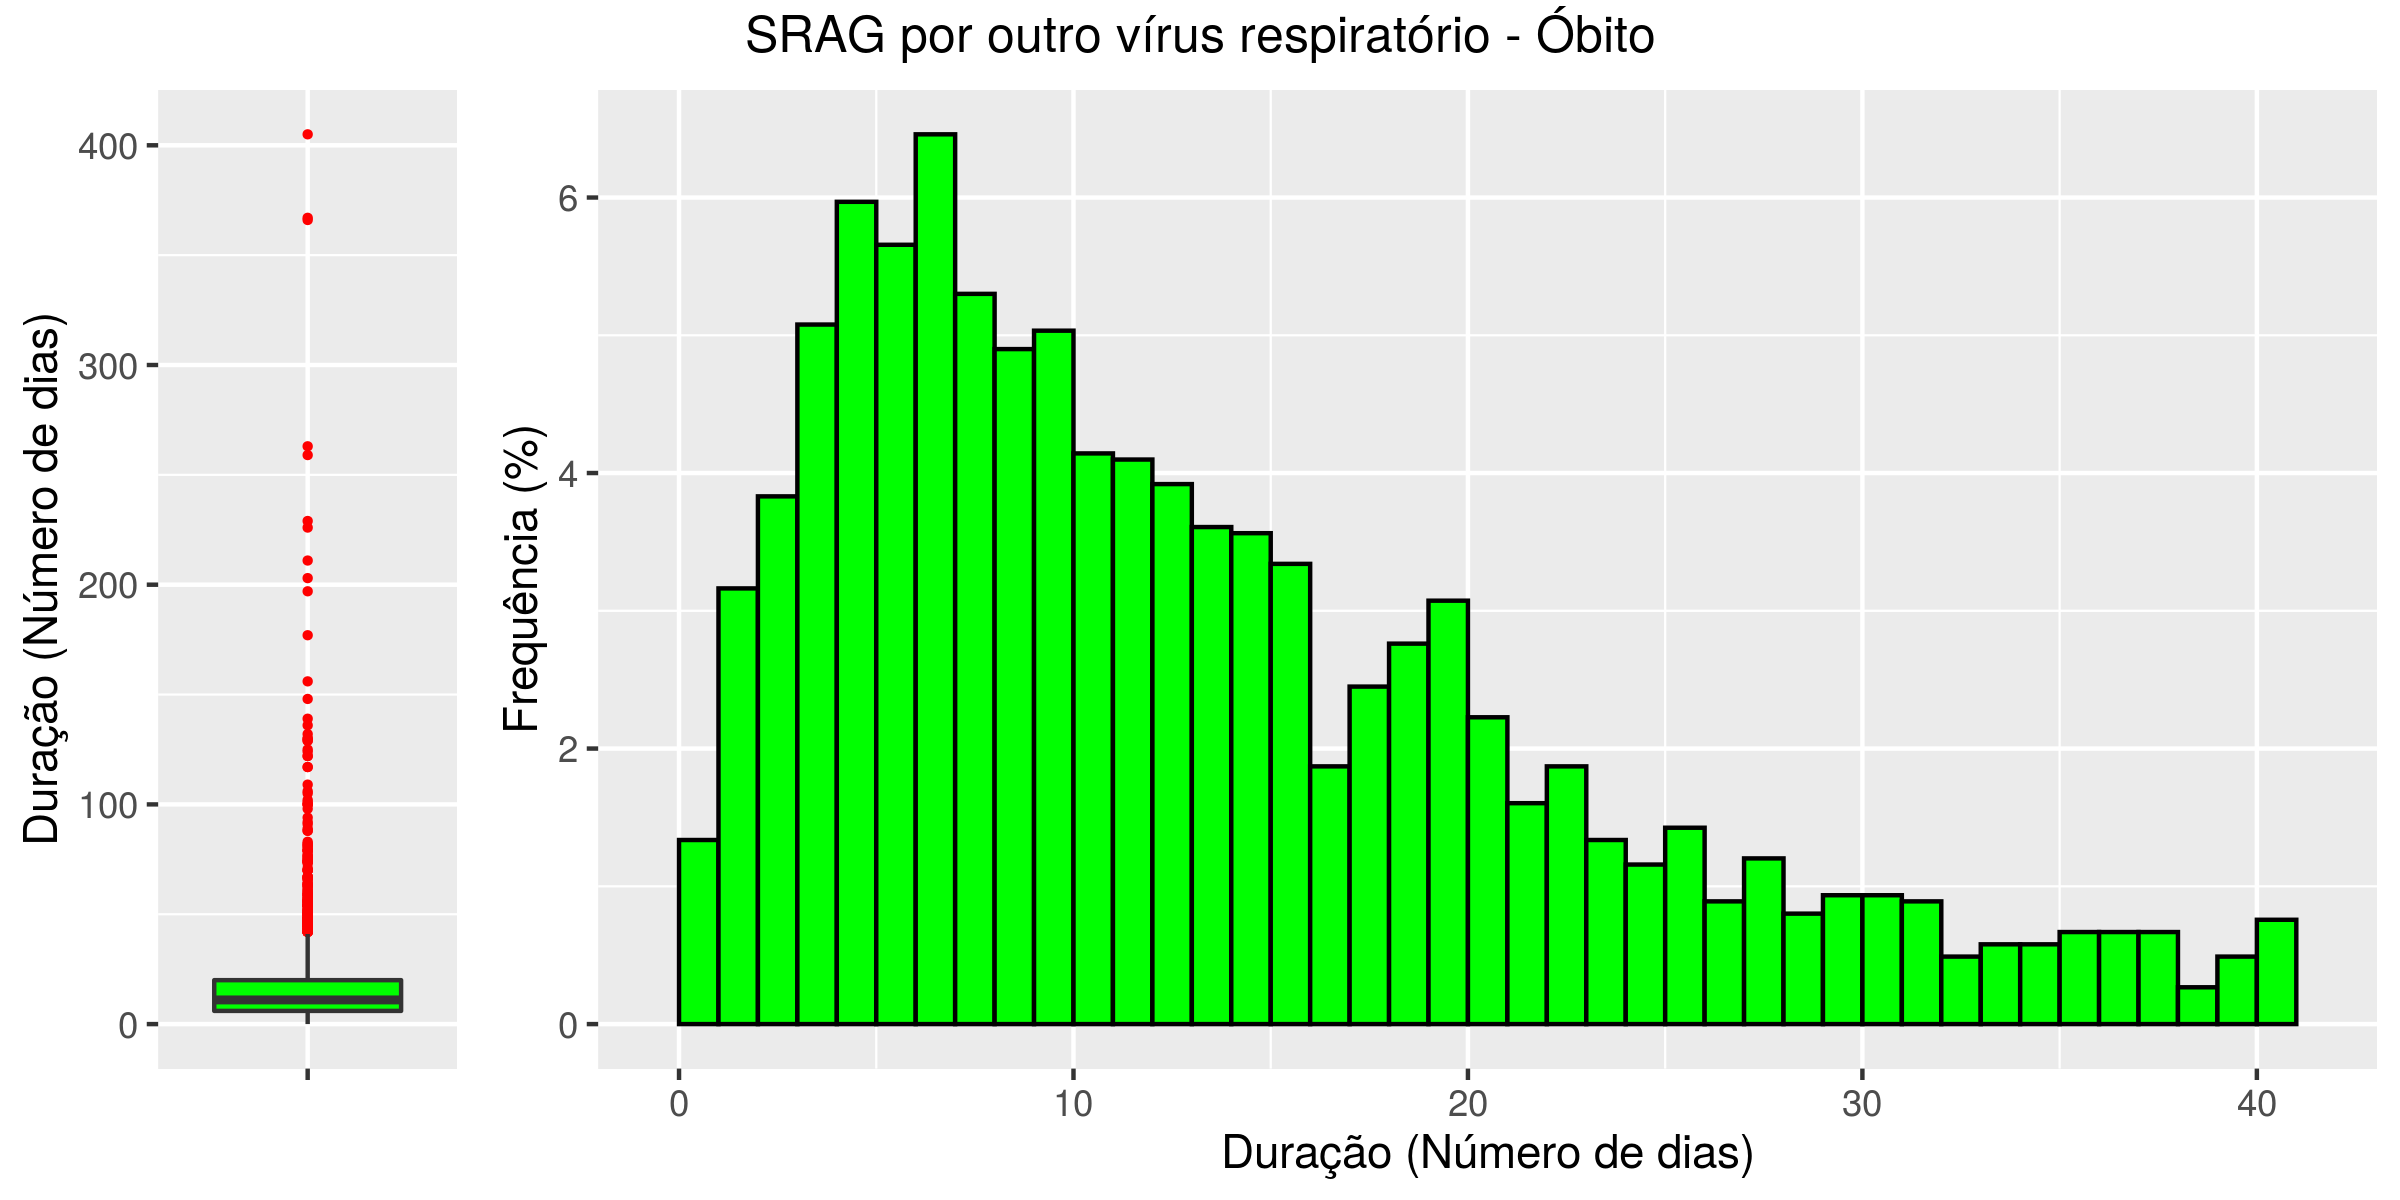 SRAG por outro vírus respiratório - Óbito
Duração (Número de dias)
400
300
200
100
0
Frequência (%)
6
4
2
0
0 10 20 30 40
Duração (Número de dias)